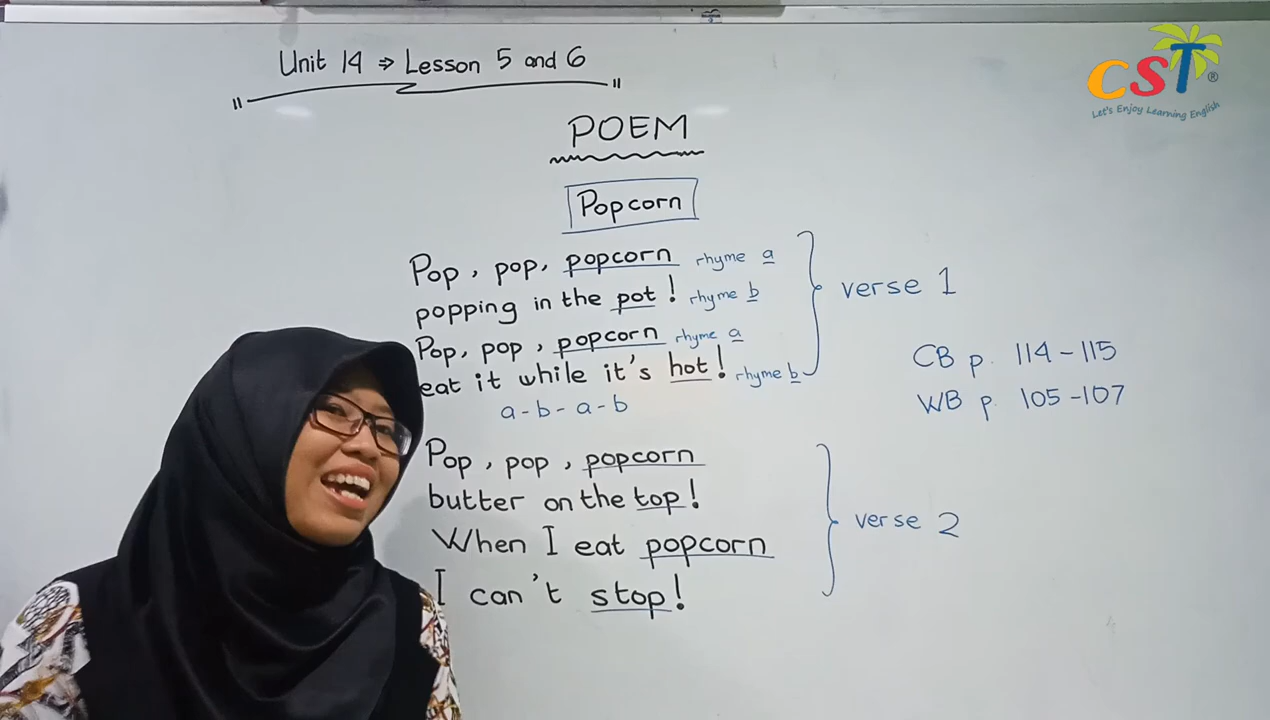 Unit 14 ⇒ Lesson 5 and 6
CST®
Let's Enjoy Learning English
POEM
Popcorn
Pop, pop, popcorn rhyme a
popping in the pot! rhyme b
Pop, pop, popcorn rhyme a
eat it while it's hot! rhyme b
a-b-a-b
verse 1
CB p. 114-115
WB p. 105-107
Pop, pop, popcorn
butter on the top!
When I eat popcorn
I can't stop!
verse 2